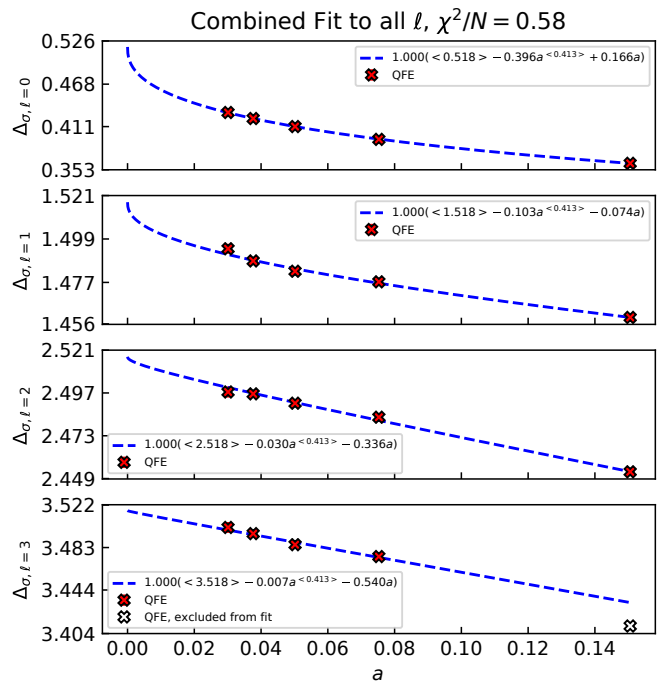 Combined Fit to all ℓ, χ²/N = 0.58
0.526
0.468
0.411
0.353
Δσ, ℓ = 0
1.000(<0.518> − 0.396a^<0.413> + 0.166a)
QFE
1.521
1.499
1.477
1.456
Δσ, ℓ = 1
1.000(<1.518> − 0.103a^<0.413> − 0.074a)
QFE
2.521
2.497
2.473
2.449
Δσ, ℓ = 2
1.000(<2.518> − 0.030a^<0.413> − 0.336a)
QFE
3.522
3.483
3.444
3.404
Δσ, ℓ = 3
1.000(<3.518> − 0.007a^<0.413> − 0.540a)
QFE
QFE, excluded from fit
0.00 0.02 0.04 0.06 0.08 0.10 0.12 0.14
a